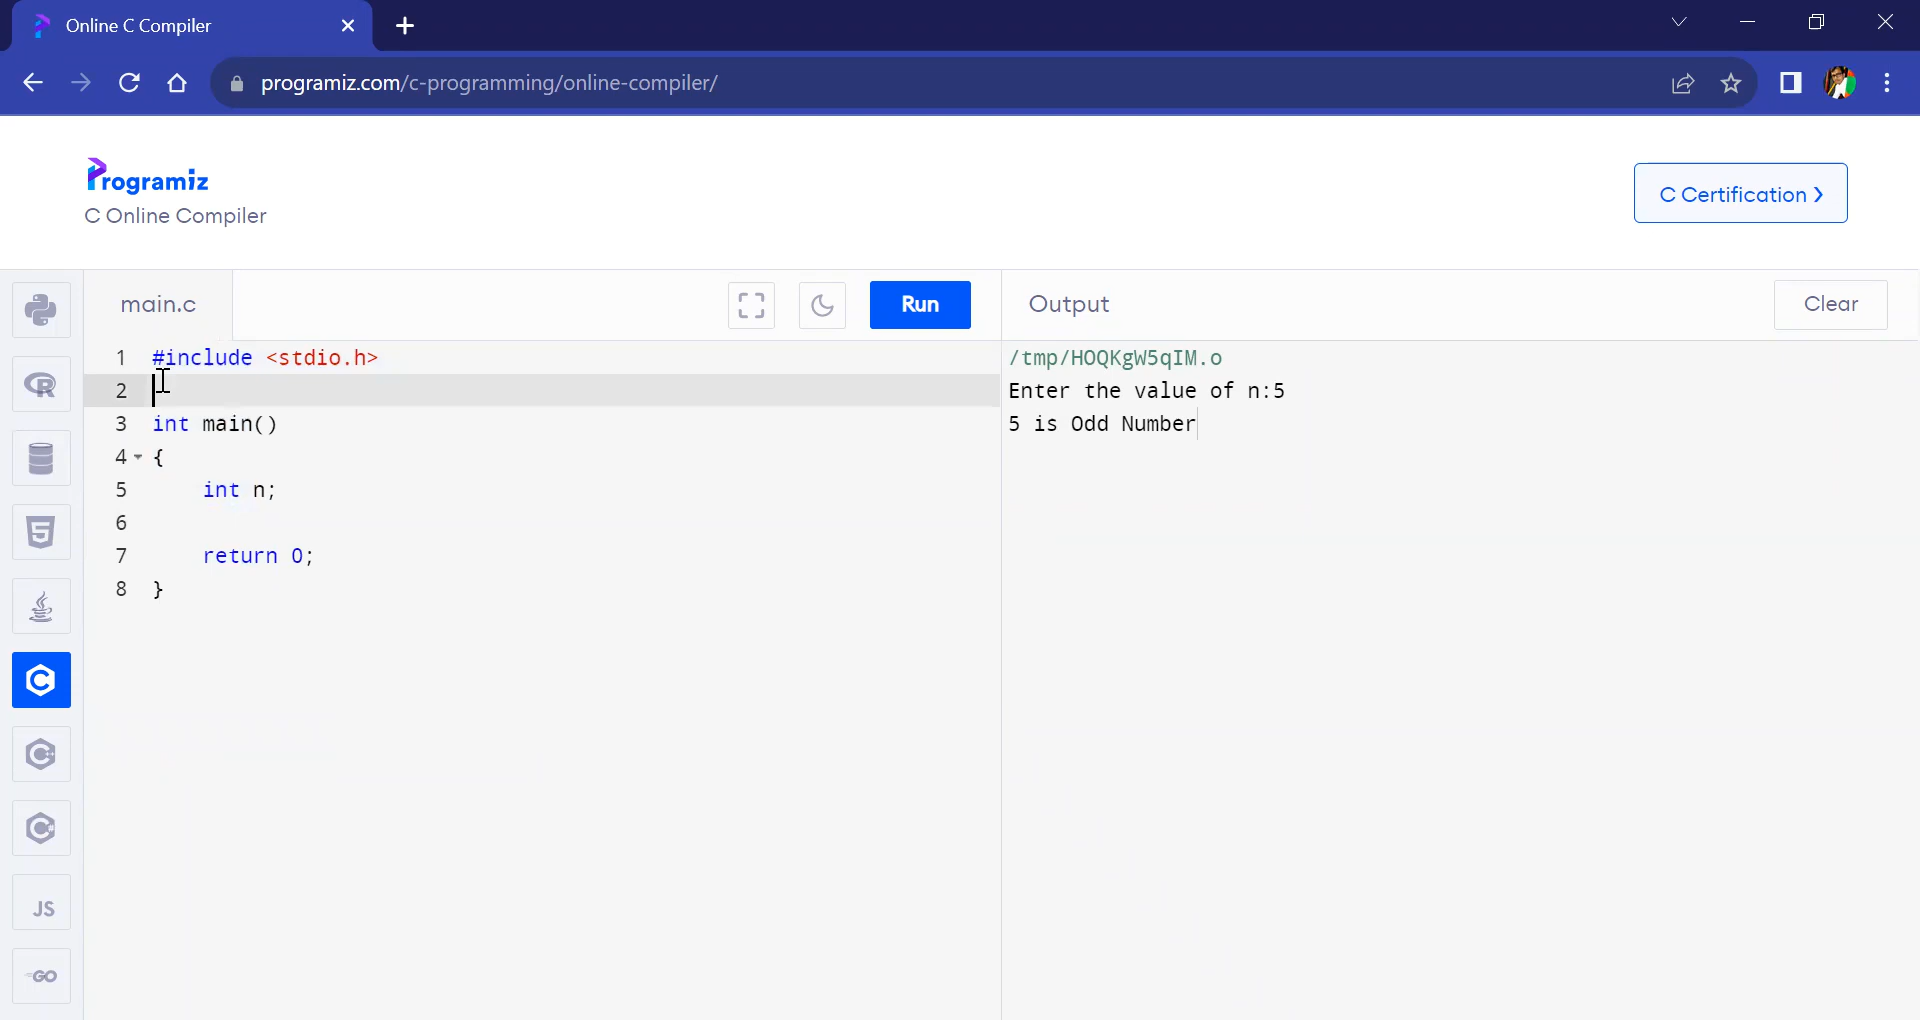 Online C Compiler
programiz.com/c-programming/online-compiler/
Programiz
C Online Compiler
C Certification
main.c
Run
Output
Clear
1 #include <stdio.h>
2
3 int main()
4 {
5     int n;
6
7     return 0;
8 }
/tmp/HOQKgW5qIM.o
Enter the value of n:5
5 is Odd Number
R
5
C
C++
C#
JS
GO